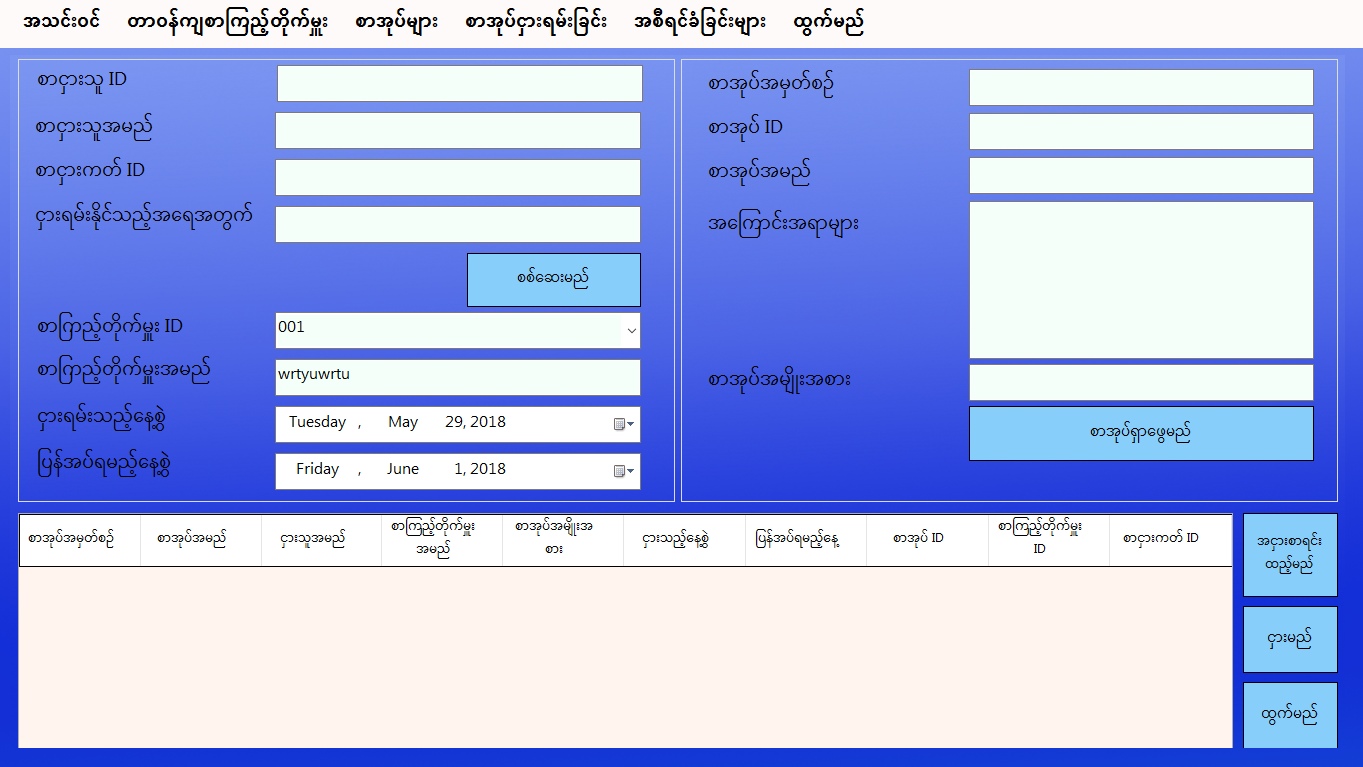 အသင်းဝင် တာဝန်ကျစာကြည့်တိုက်မှူး စာအုပ်များ စာအုပ်ငှားရမ်းခြင်း အစီရင်ခံခြင်းများ ထွက်မည်
စာငှားသူ ID
စာငှားသူအမည်
စာငှားကတ် ID
ငှားရမ်းနိုင်သည့်အရေအတွက်
စစ်ဆေးမည်
စာကြည့်တိုက်မှူး ID 001
စာကြည့်တိုက်မှူးအမည် wrtyuwrtu
ငှားရမ်းသည့်နေ့စွဲ Tuesday , May 29, 2018
ပြန်အပ်ရမည့်နေ့စွဲ Friday , June 1, 2018
စာအုပ်အမှတ်စဉ်
စာအုပ် ID
စာအုပ်အမည်
အကြောင်းအရာများ
စာအုပ်အမျိုးအစား
စာအုပ်ရှာဖွေမည်
စာအုပ်အမှတ်စဉ် စာအုပ်အမည် ငှားသူအမည် စာကြည့်တိုက်မှူး စာအုပ်အမျိုးအ ငှားသည့်နေ့စွဲ ပြန်အပ်ရမည့်နေ့ စာအုပ် ID စာကြည့်တိုက်မှူး စာငှားကတ် ID
အမည် စား ID
အငှားစာရင်း
ထည့်မည်
ငှားမည်
ထွက်မည်